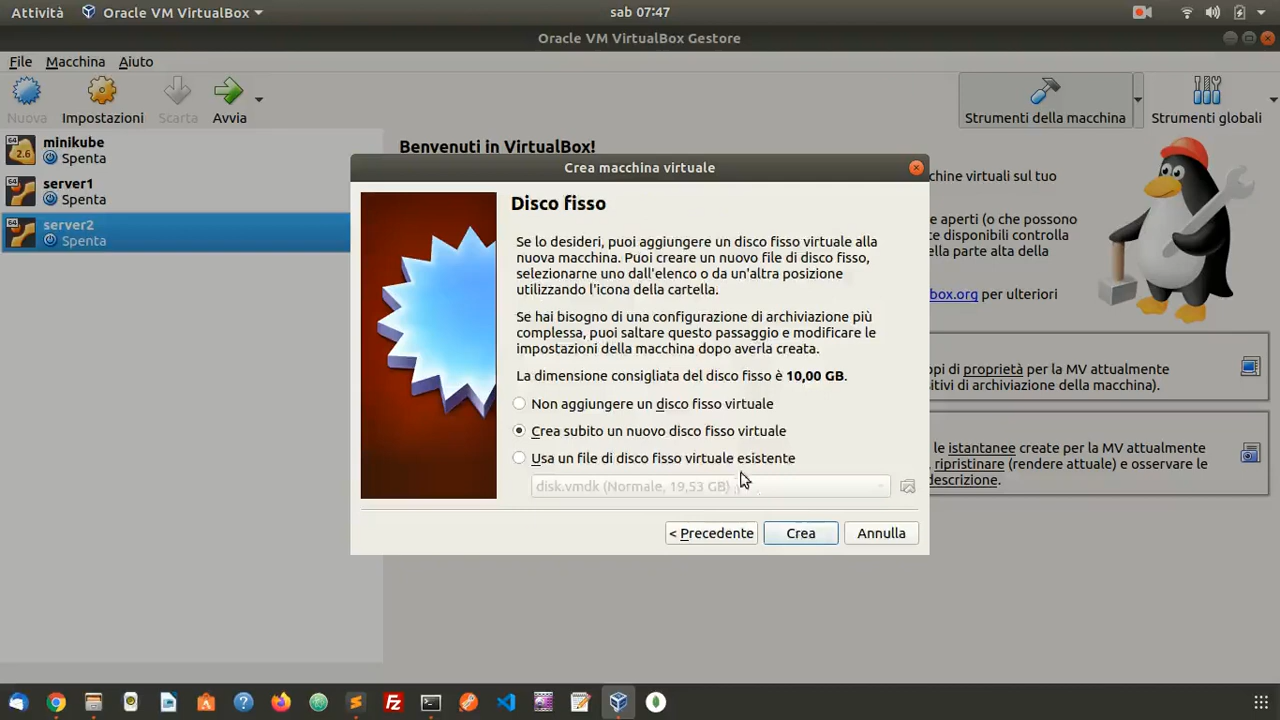 Attività
Oracle VM VirtualBox
sab 07:47
Oracle VM VirtualBox Gestore
File
Macchina
Aiuto
Nuova
Impostazioni
Scarta
Avvia
Strumenti della macchina
Strumenti globali
64
2.6
minikube
Spenta
64
server1
Spenta
64
server2
Spenta
Benvenuti in VirtualBox!
chine virtuali sul tuo
e aperti (o che possono
te disponibili controlla
ella parte alta della
box.org per ulteriori
Crea macchina virtuale
Disco fisso
Se lo desideri, puoi aggiungere un disco fisso virtuale alla
nuova macchina. Puoi creare un nuovo file di disco fisso,
selezionarne uno dall'elenco o da un'altra posizione
utilizzando l'icona della cartella.
Se hai bisogno di una configurazione di archiviazione più
complessa, puoi saltare questo passaggio e modificare le
impostazioni della macchina dopo averla creata.
La dimensione consigliata del disco fisso è 10,00 GB.
Non aggiungere un disco fisso virtuale
Crea subito un nuovo disco fisso virtuale
Usa un file di disco fisso virtuale esistente
disk.vmdk (Normale, 19,53 GB)
< Precedente
Crea
Annulla
opi di proprietà per la MV attualmente
sitivi di archiviazione della macchina).
le istantanee create per la MV attualmente
ripristinare (rendere attuale) e osservare le
descrizione.